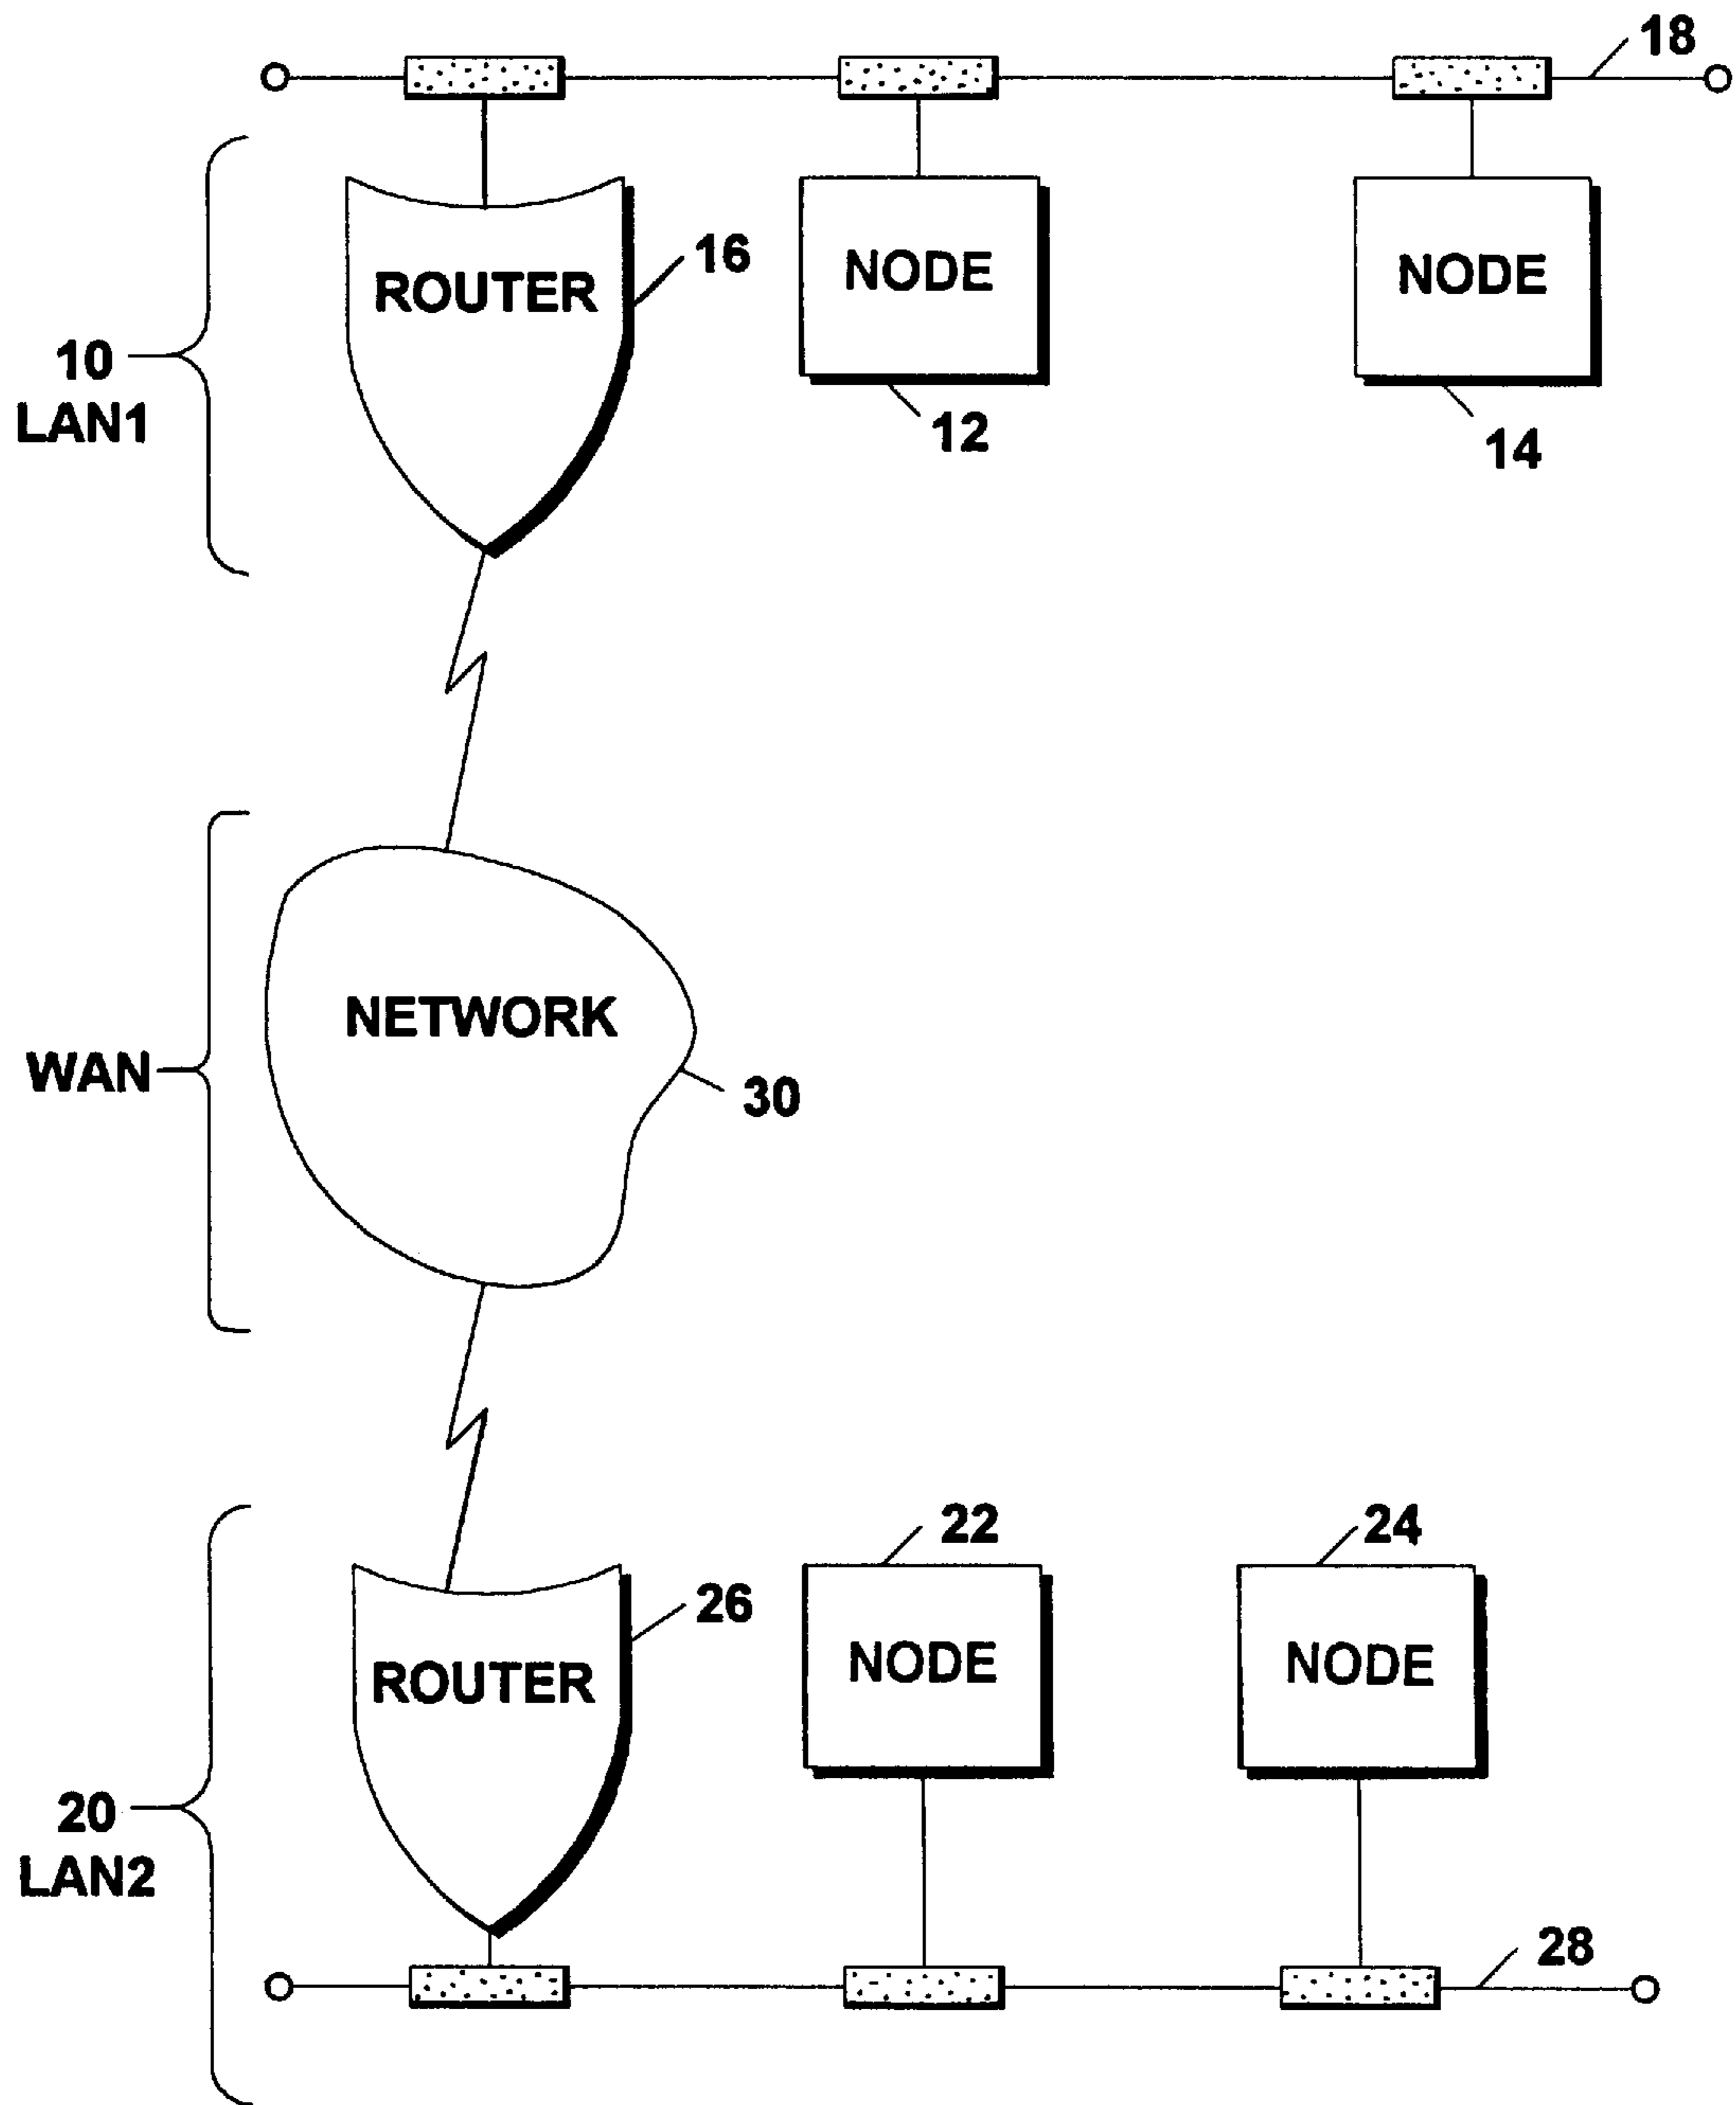 18
16
ROUTER
NODE
NODE
10
LAN1
12
14
NETWORK
WAN
30
22
24
26
ROUTER
NODE
NODE
20
LAN2
28